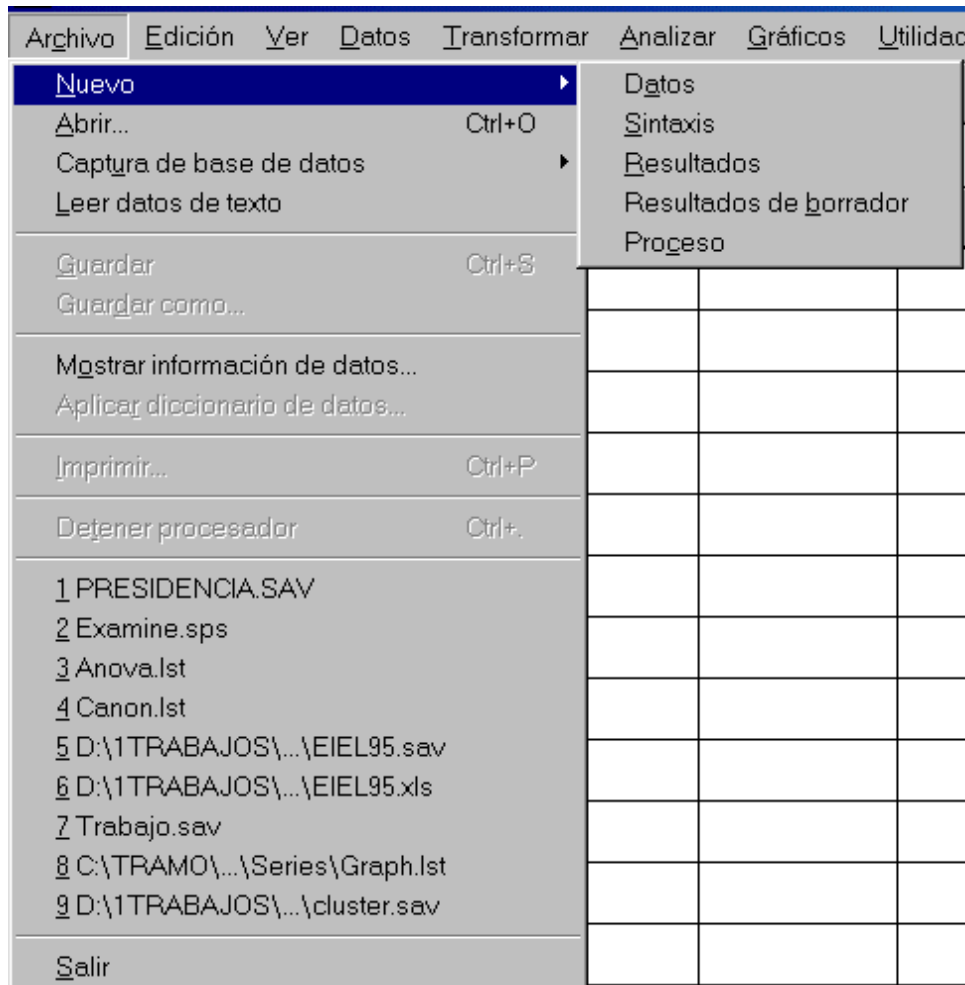 Archivo Edición Ver Datos Transformar Analizar Gráficos Utilidad
Nuevo
Abrir... Ctrl+O
Captura de base de datos
Leer datos de texto
Guardar Ctrl+S
Guardar como...
Mostrar información de datos...
Aplicar diccionario de datos...
Imprimir... Ctrl+P
Detener procesador Ctrl+.
1 PRESIDENCIA.SAV
2 Examine.sps
3 Anova.lst
4 Canon.lst
5 D:\1TRABAJOS\...\EIEL95.sav
6 D:\1TRABAJOS\...\EIEL95.xls
7 Trabajo.sav
8 C:\TRAMO\...\Series\Graph.lst
9 D:\1TRABAJOS\...\cluster.sav
Salir
Datos
Sintaxis
Resultados
Resultados de borrador
Proceso